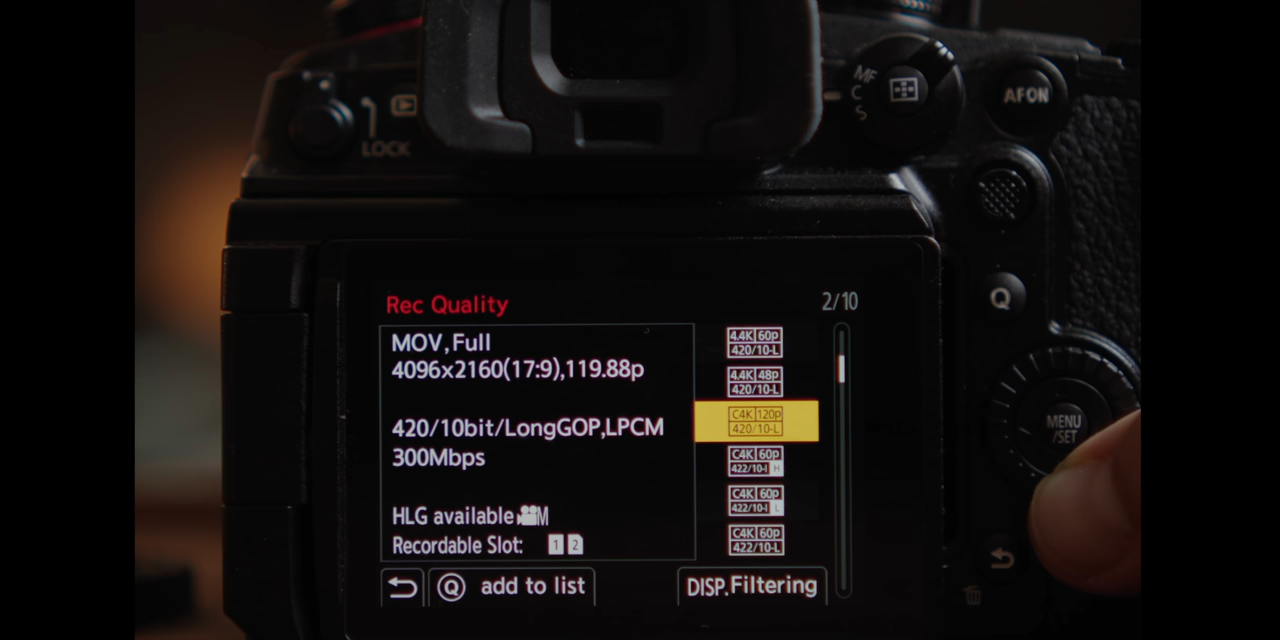 MF
C
S
AFON
LOCK
Q
Rec Quality
2/10
MOV,Full
4096x2160(17:9),119.88p
420/10bit/LongGOP,LPCM
300Mbps
HLG available M
Recordable Slot: 1 2
4.4K 60p
420/10-L
4.4K 48p
420/10-L
C4K 120p
420/10-L
C4K 60p
422/10-I H
C4K 60p
422/10-I L
C4K 60p
422/10-L
MENU
/SET
Q add to list
DISP.Filtering